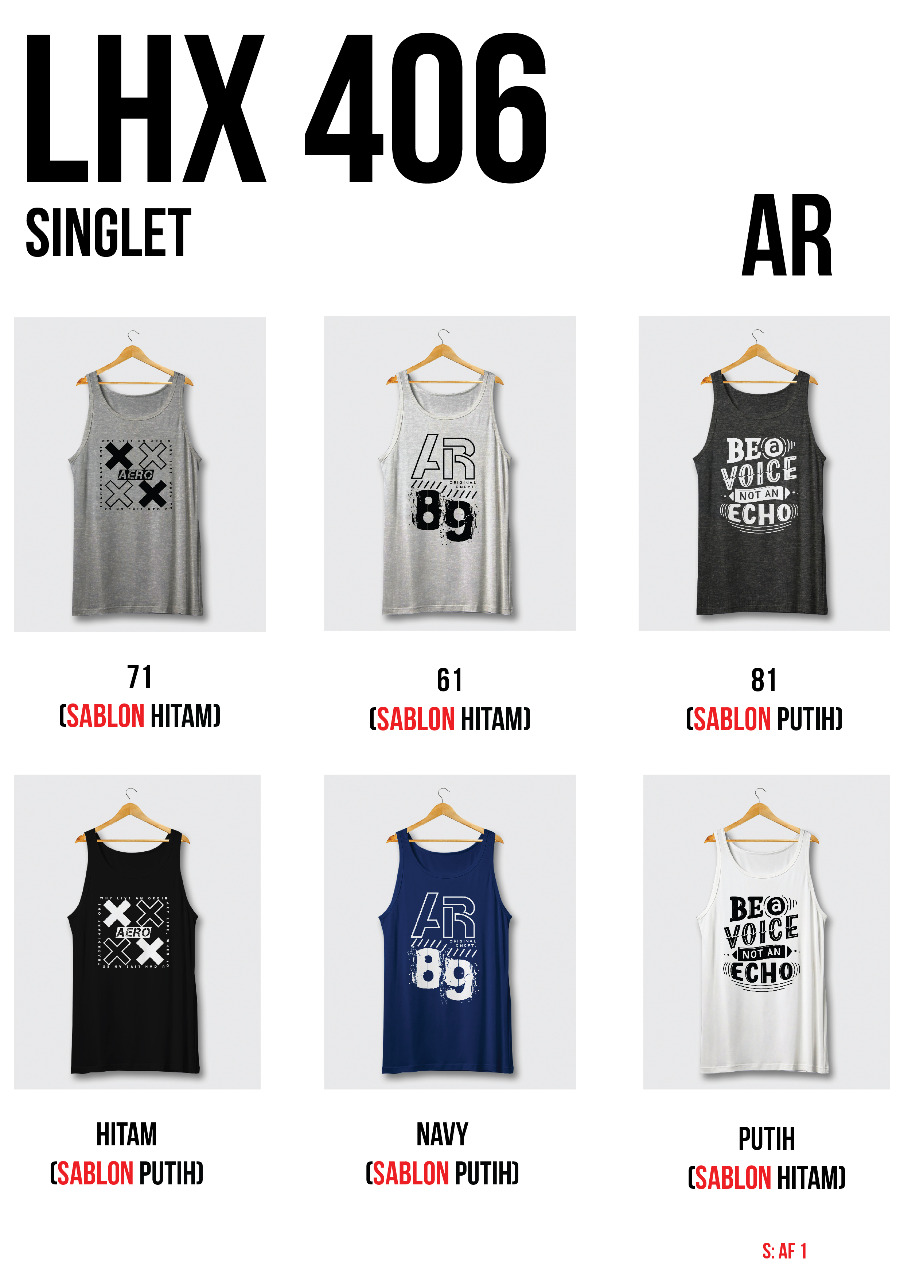 LHX 406
SINGLET
AR
AERO
AR
ORIGINAL
89
BE a
VOICE
NOT AN
ECHO
71
(SABLON HITAM)
61
(SABLON HITAM)
81
(SABLON PUTIH)
AERO
AR
ORIGINAL
89
BE a
VOICE
NOT AN
ECHO
HITAM
(SABLON PUTIH)
NAVY
(SABLON PUTIH)
PUTIH
(SABLON HITAM)
S: AF 1